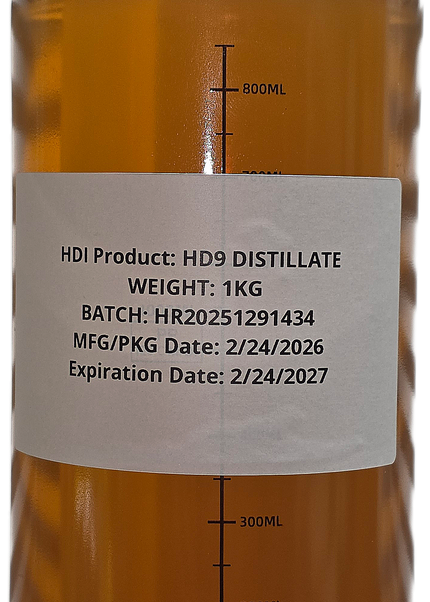 800ML
HDI Product: HD9 DISTILLATE
WEIGHT: 1KG
BATCH: HR20251291434
MFG/PKG Date: 2/24/2026
Expiration Date: 2/24/2027
300ML